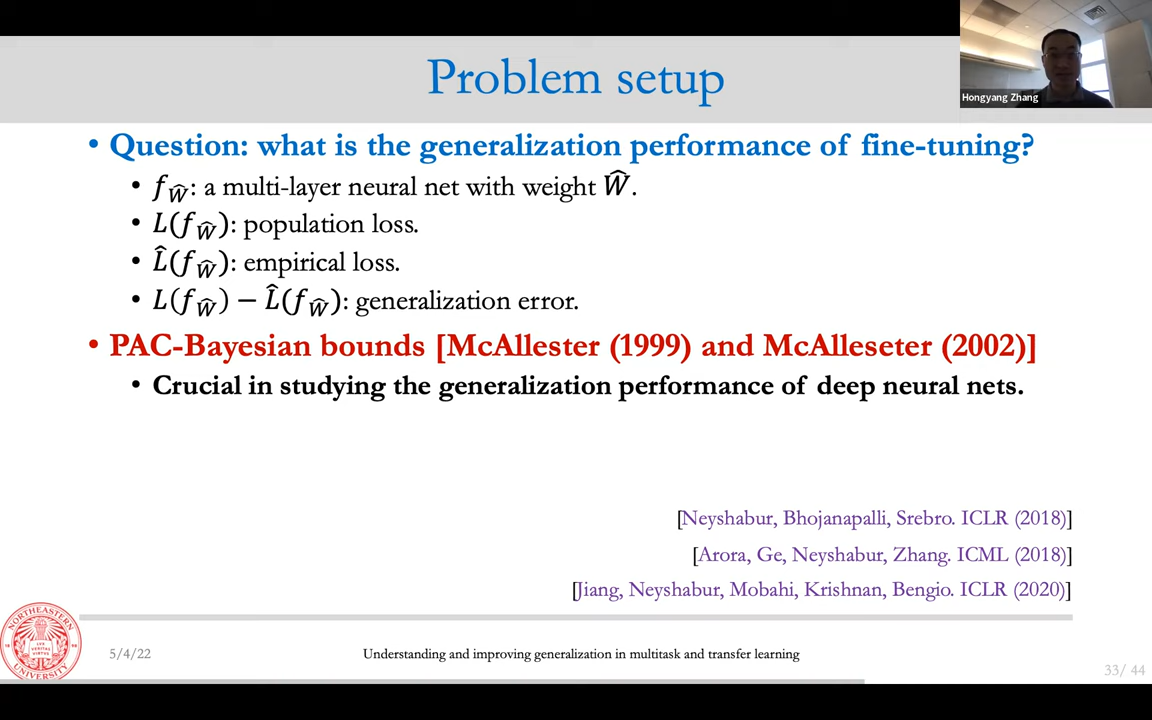 Problem setup
Hongyang Zhang
• Question: what is the generalization performance of fine-tuning?
• f_Ŵ: a multi-layer neural net with weight Ŵ.
• L(f_Ŵ): population loss.
• L̂(f_Ŵ): empirical loss.
• L(f_Ŵ) − L̂(f_Ŵ): generalization error.
• PAC-Bayesian bounds [McAllester (1999) and McAlleseter (2002)]
• Crucial in studying the generalization performance of deep neural nets.
[Neyshabur, Bhojanapalli, Srebro. ICLR (2018)]
[Arora, Ge, Neyshabur, Zhang. ICML (2018)]
[Jiang, Neyshabur, Mobahi, Krishnan, Bengio. ICLR (2020)]
NORTHEASTERN
UNIVERSITY
5/4/22
Understanding and improving generalization in multitask and transfer learning
33/ 44